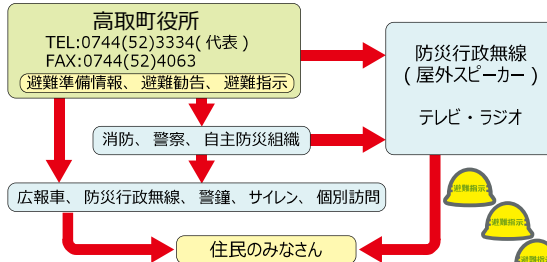 高取町役所
TEL:0744(52)3334(代表)
FAX:0744(52)4063
避難準備情報、避難勧告、避難指示
防災行政無線
(屋外スピーカー)
テレビ・ラジオ
消防、警察、自主防災組織
広報車、防災行政無線、警鐘、サイレン、個別訪問
住民のみなさん
避難指示
避難指示
避難指示